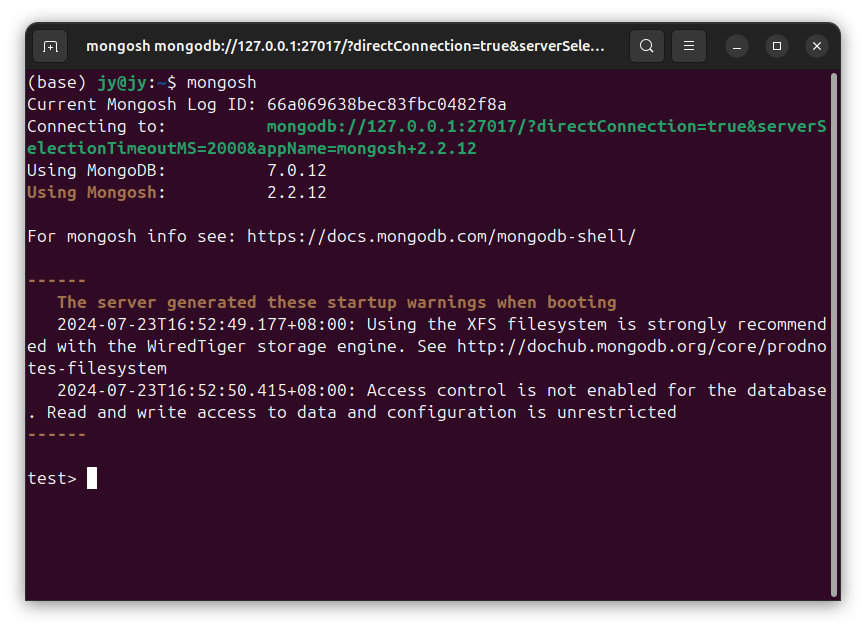 mongosh mongodb://127.0.0.1:27017/?directConnection=true&serverSele...
(base) jy@jy:~$ mongosh
Current Mongosh Log ID: 66a069638bec83fbc0482f8a
Connecting to:          mongodb://127.0.0.1:27017/?directConnection=true&serverS
electionTimeoutMS=2000&appName=mongosh+2.2.12
Using MongoDB:          7.0.12
Using Mongosh:          2.2.12
For mongosh info see: https://docs.mongodb.com/mongodb-shell/
------
   The server generated these startup warnings when booting
   2024-07-23T16:52:49.177+08:00: Using the XFS filesystem is strongly recommend
ed with the WiredTiger storage engine. See http://dochub.mongodb.org/core/prodno
tes-filesystem
   2024-07-23T16:52:50.415+08:00: Access control is not enabled for the database
. Read and write access to data and configuration is unrestricted
------
test>